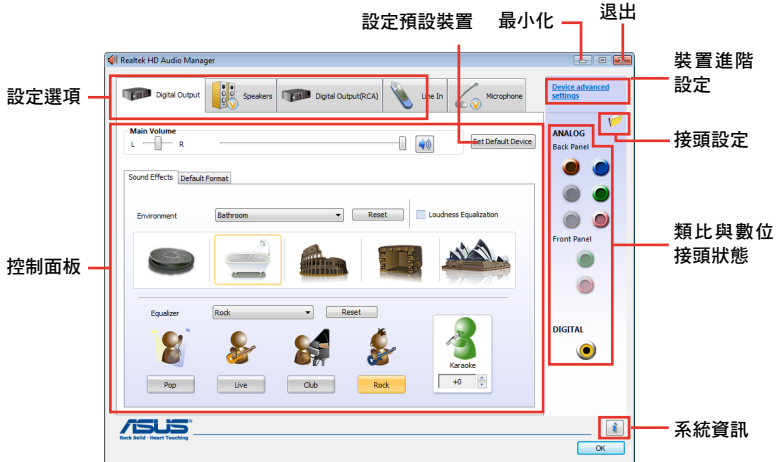 退出
設定預設裝置
最小化
Realtek HD Audio Manager
裝置進階
設定
設定選項
Digital Output
Speakers
Digital Output(RCA)
Line In
Microphone
Device advanced
settings
Main Volume
L
R
Set Default Device
ANALOG
接頭設定
Back Panel
Sound Effects
Default Format
Environment
Bathroom
Reset
Loudness Equalization
類比與數位
接頭狀態
Front Panel
控制面板
Equalizer
Rock
Reset
DIGITAL
Karaoke
Pop
Live
Club
Rock
+0
ASUS
Rock Solid · Heart Touching
i
系統資訊
OK